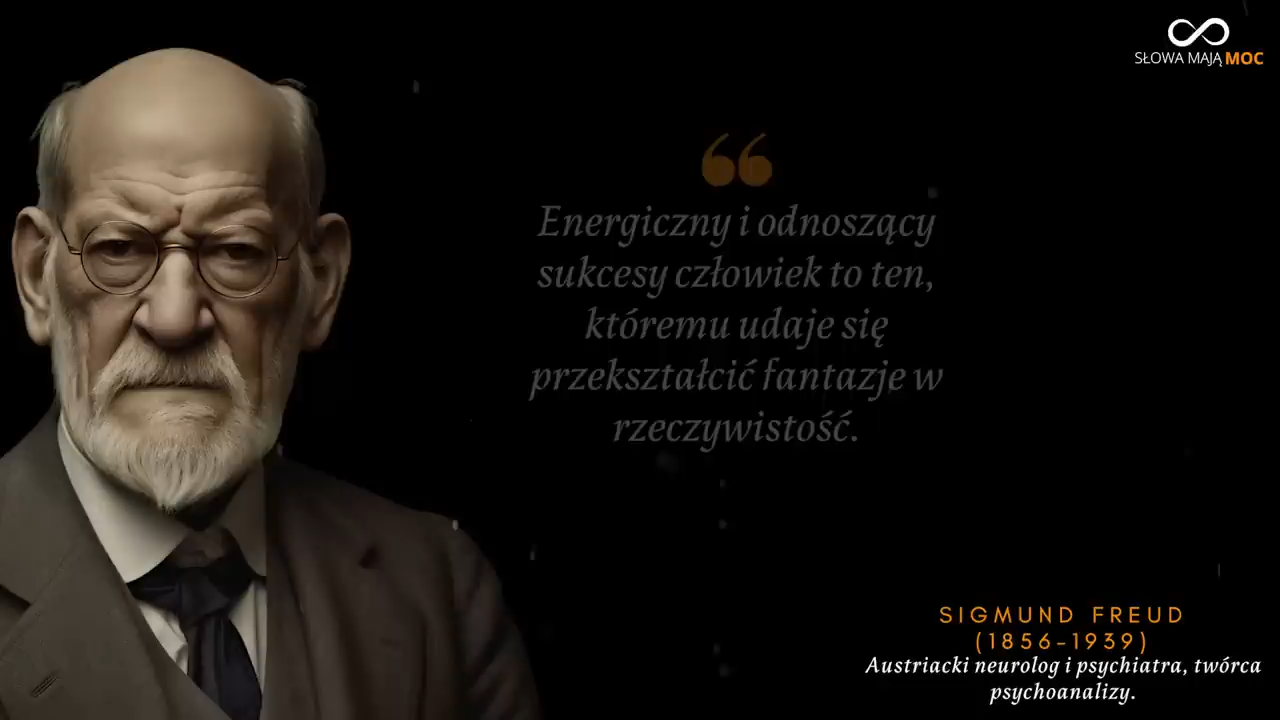 SŁOWA MAJĄ MOC
Energiczny i odnoszący
sukcesy człowiek to ten,
któremu udaje się
przekształcić fantazje w
rzeczywistość.
SIGMUND FREUD
(1856-1939)
Austriacki neurolog i psychiatra, twórca
psychoanalizy.